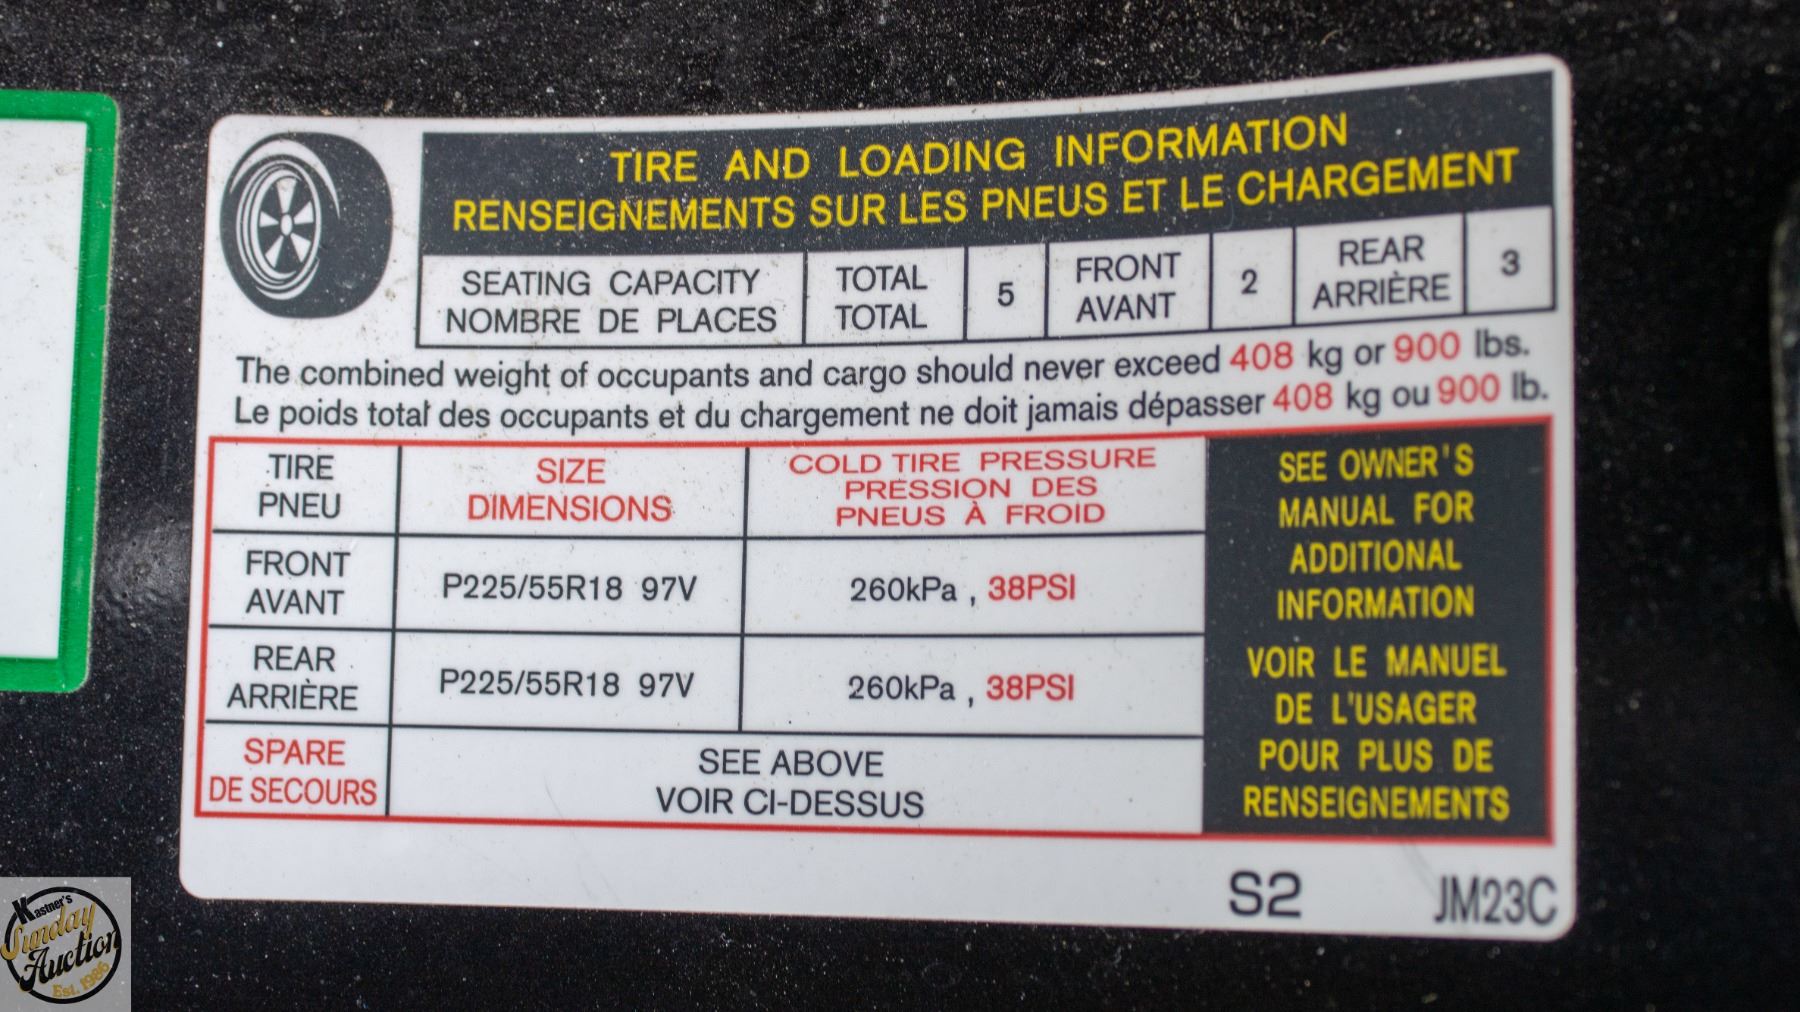 TIRE AND LOADING INFORMATION
RENSEIGNEMENTS SUR LES PNEUS ET LE CHARGEMENT
SEATING CAPACITY
NOMBRE DE PLACES
TOTAL
TOTAL
5
FRONT
AVANT
2
REAR
ARRIÈRE
3
The combined weight of occupants and cargo should never exceed 408 kg or 900 lbs.
Le poids total des occupants et du chargement ne doit jamais dépasser 408 kg ou 900 lb.
TIRE
PNEU
SIZE
DIMENSIONS
COLD TIRE PRESSURE
PRESSION DES
PNEUS À FROID
FRONT
AVANT
P225/55R18 97V
260kPa , 38PSI
REAR
ARRIÈRE
P225/55R18 97V
260kPa , 38PSI
SPARE
DE SECOURS
SEE ABOVE
VOIR CI-DESSUS
SEE OWNER'S
MANUAL FOR
ADDITIONAL
INFORMATION
VOIR LE MANUEL
DE L'USAGER
POUR PLUS DE
RENSEIGNEMENTS
S2 JM23C
Kastner's
Sunday
Auction
Est. 1986